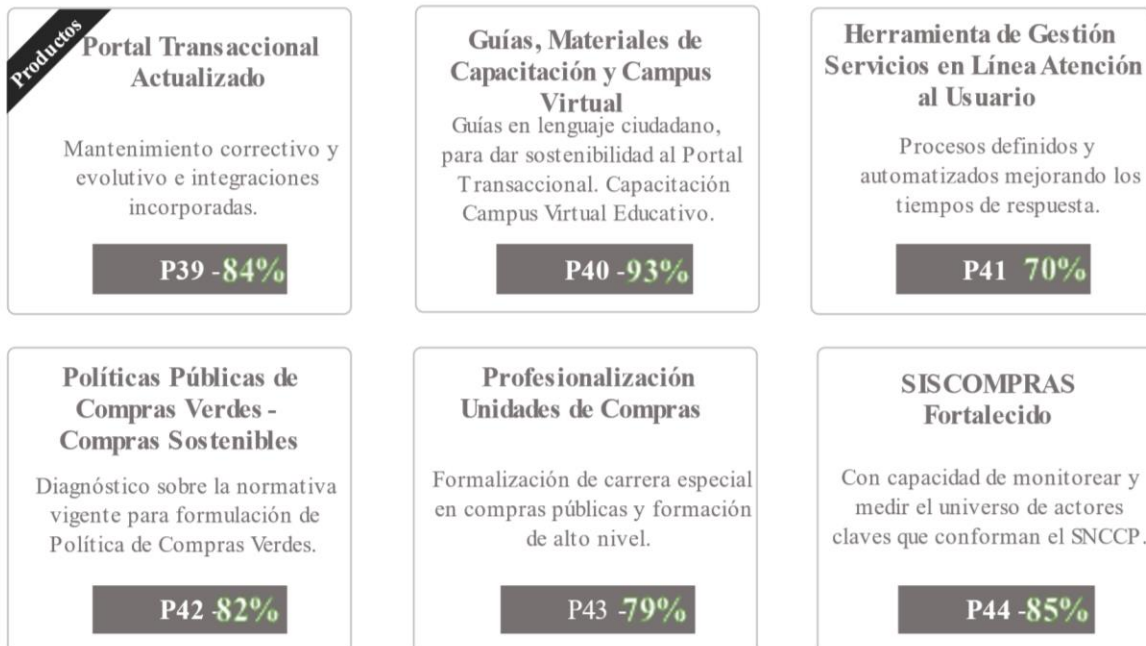 Productos
Portal Transaccional
Actualizado
Mantenimiento correctivo y
evolutivo e integraciones
incorporadas.
P39 -84%
Guías, Materiales de
Capacitación y Campus
Virtual
Guías en lenguaje ciudadano,
para dar sostenibilidad al Portal
Transaccional. Capacitación
Campus Virtual Educativo.
P40 -93%
Herramienta de Gestión
Servicios en Línea Atención
al Usuario
Procesos definidos y
automatizados mejorando los
tiempos de respuesta.
P41 70%
Políticas Públicas de
Compras Verdes -
Compras Sostenibles
Diagnóstico sobre la normativa
vigente para formulación de
Política de Compras Verdes.
P42 -82%
Profesionalización
Unidades de Compras
Formalización de carrera especial
en compras públicas y formación
de alto nivel.
P43 -79%
SISCOMPRAS
Fortalecido
Con capacidad de monitorear y
medir el universo de actores
claves que conforman el SNCCP.
P44 -85%